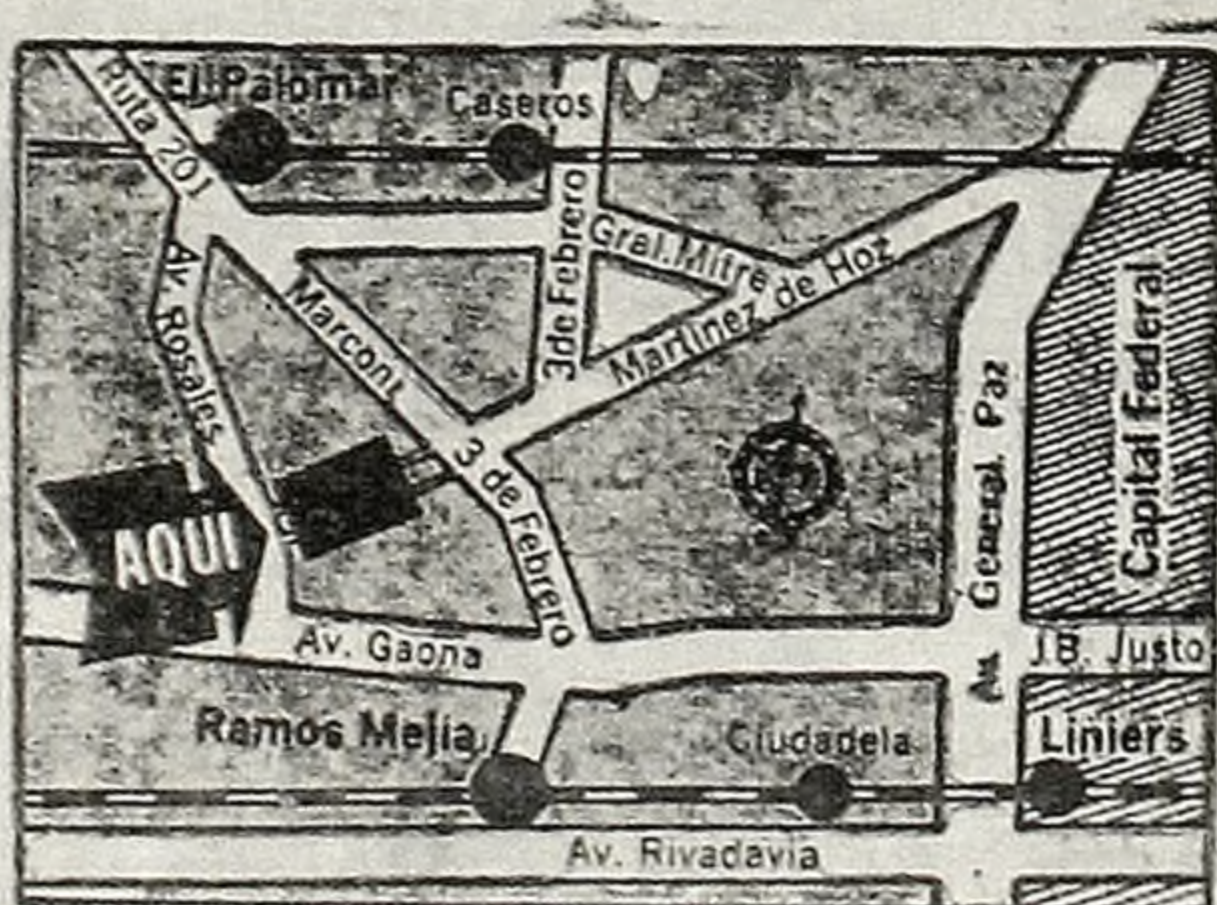 Ruta 201
El Palomar
Caseros
3 de Febrero
Gral. Mitre
Martinez de Hoz
Av. Rosales
Marconi
3 de Febrero
Av. General Paz
Capital Federal
AQUI
Av. Gaona
J.B. Justo
Ramos Mejia
Ciudadela
Liniers
Av. Rivadavia